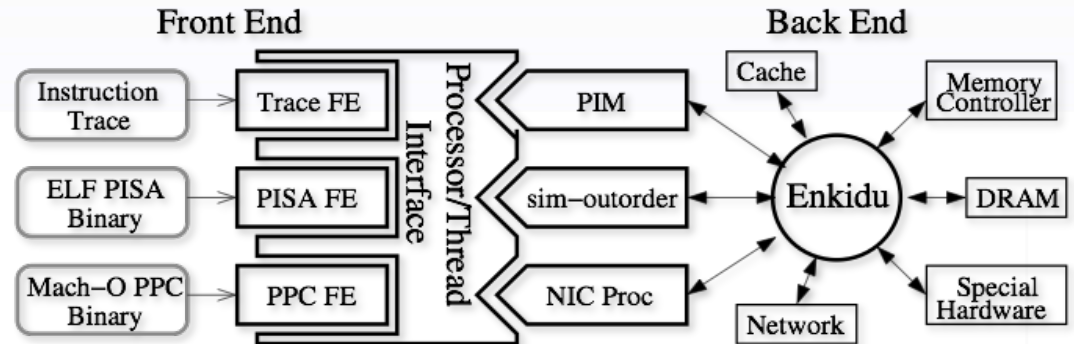 Front End
Back End
Instruction
Trace
Trace FE
ELF PISA
Binary
PISA FE
Mach-O PPC
Binary
PPC FE
Processor/Thread
Interface
PIM
sim-outorder
NIC Proc
Cache
Memory
Controller
Enkidu
DRAM
Network
Special
Hardware